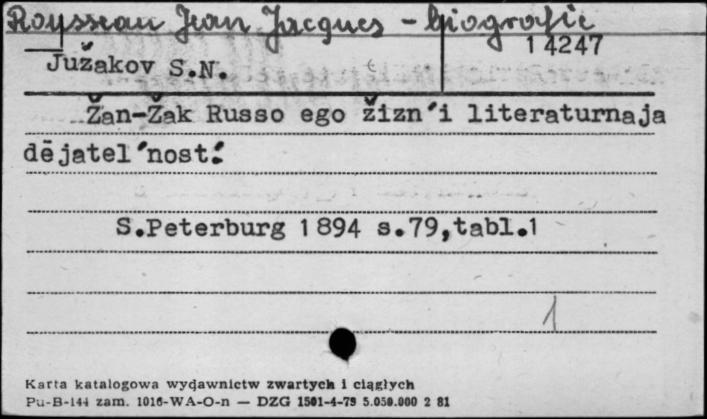 Rousseau Jean Jacques - biografie
14247
Južakov S.N.
Žan-Žak Russo ego žizn´i literaturnaja
dějatel´nost´.
S.Peterburg 1894 s.79,tabl.1
1
Karta katalogowa wydawnictw zwartych i ciągłych
Pu-B-144 zam. 1016-WA-O-n — DZG 1501-4-79 5.050.000 2 81